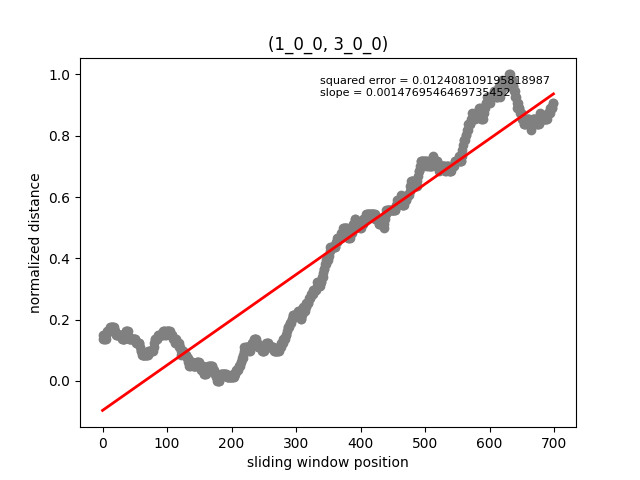 (1_0_0, 3_0_0)
squared error = 0.012408109195818987
slope = 0.0014769546469735452
1.0
0.8
0.6
0.4
0.2
0.0
normalized distance
0 100 200 300 400 500 600 700
sliding window position